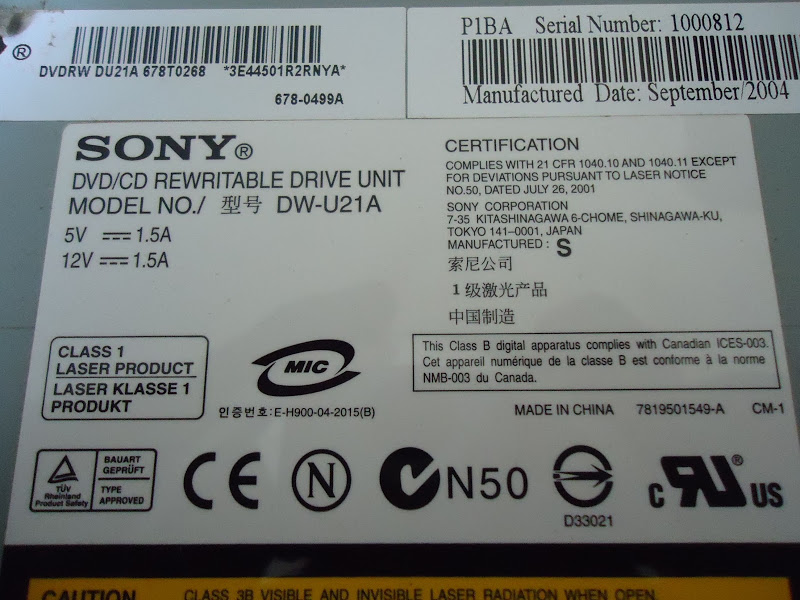 ®
DVDRW DU21A 678T0268 *3E44501R2RNYA*
678-0499A
P1BA Serial Number: 1000812
Manufactured Date: September/2004
SONY®
DVD/CD REWRITABLE DRIVE UNIT
MODEL NO./ 型号 DW-U21A
5V ⎓ 1.5A
12V ⎓ 1.5A
CERTIFICATION
COMPLIES WITH 21 CFR 1040.10 AND 1040.11 EXCEPT
FOR DEVIATIONS PURSUANT TO LASER NOTICE
NO.50, DATED JULY 26, 2001
SONY CORPORATION
7-35 KITASHINAGAWA 6-CHOME, SHINAGAWA-KU,
TOKYO 141-0001, JAPAN
MANUFACTURED : S
索尼公司
1级激光产品
中国制造
CLASS 1
LASER PRODUCT
LASER KLASSE 1
PRODUKT
MIC
인증번호:E-H900-04-2015(B)
This Class B digital apparatus complies with Canadian ICES-003.
Cet appareil numérique de la classe B est conforme à la norme
NMB-003 du Canada.
MADE IN CHINA 7819501549-A CM-1
TÜV
Rheinland
Product Safety
BAUART
GEPRÜFT
TYPE
APPROVED
CE
N
N50
D33021
c RU® US
CAUTION CLASS 3B VISIBLE AND INVISIBLE LASER RADIATION WHEN OPEN